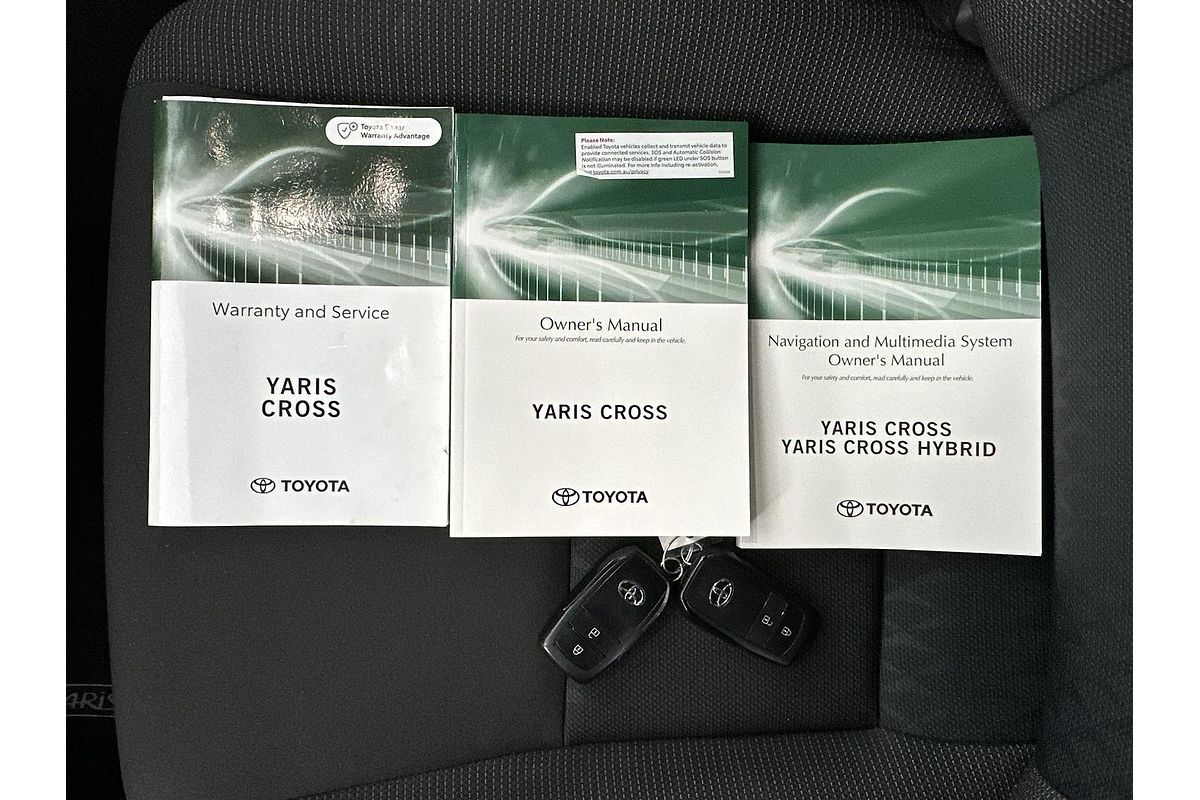 Toyota 5 Year
Warranty Advantage
Warranty and Service
YARIS
CROSS
TOYOTA
Please Note:
Enabled Toyota vehicles collect and transmit vehicle data to
provide connected services. SOS and Automatic Collision
Notification may be disabled if green LED under SOS button
is not illuminated. For more info including re-activation,
visit toyota.com.au/privacy
Owner's Manual
For your safety and comfort, read carefully and keep in the vehicle.
YARIS CROSS
TOYOTA
Navigation and Multimedia System
Owner's Manual
For your safety and comfort, read carefully and keep in the vehicle.
YARIS CROSS
YARIS CROSS HYBRID
TOYOTA